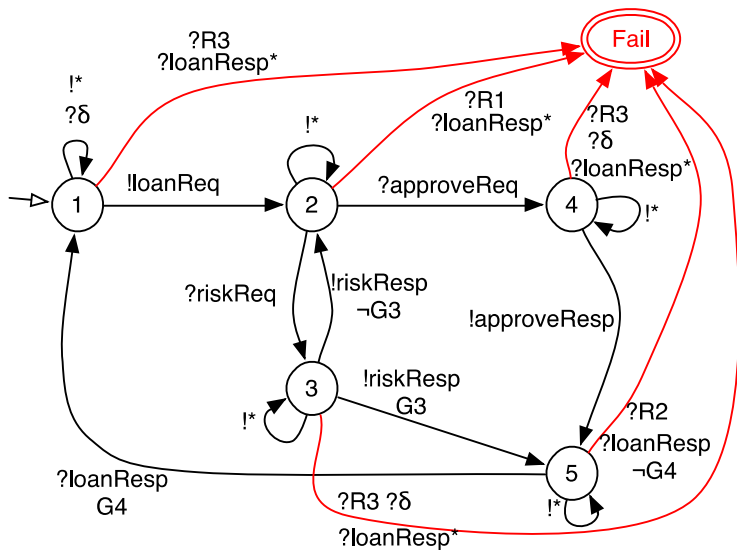 Fail
?R3
?loanResp*
!*
?δ
?R1
?loanResp*
!*
?R3
?δ
?loanResp*
!loanReq
?approveReq
1
2
4
!*
?riskReq
!riskResp
¬G3
!approveResp
3
!riskResp
G3
!*
?R2
?loanResp
¬G4
5
?loanResp
G4
?R3 ?δ
?loanResp*
!*